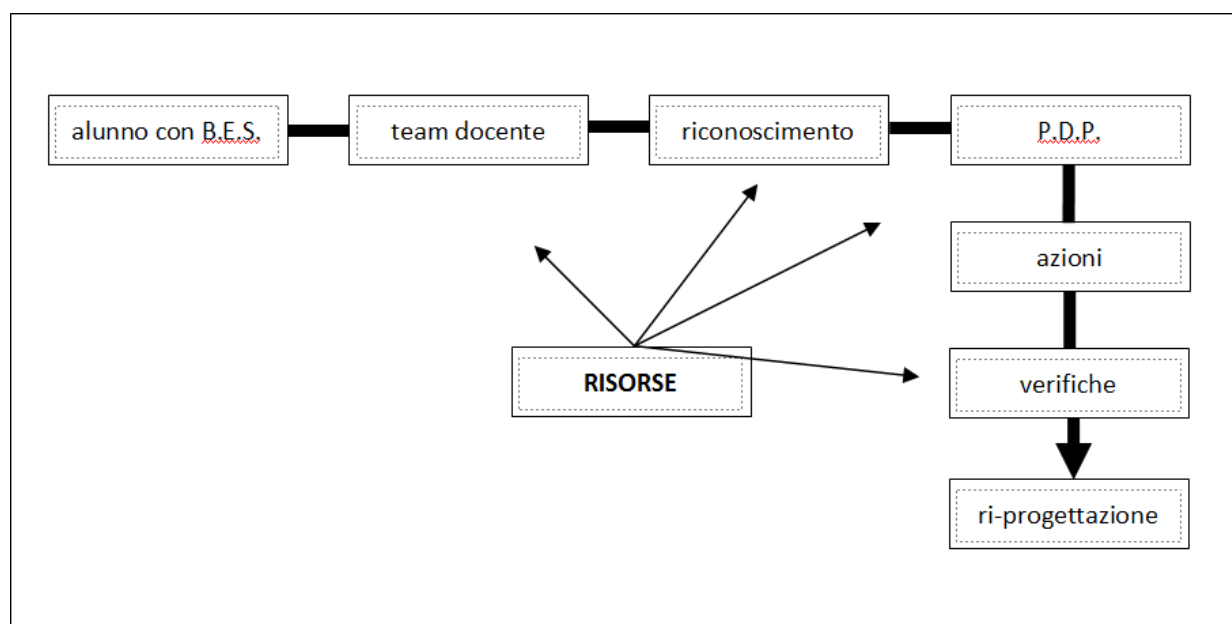 alunno con B.E.S.
team docente
riconoscimento
P.D.P.
azioni
RISORSE
verifiche
ri-progettazione